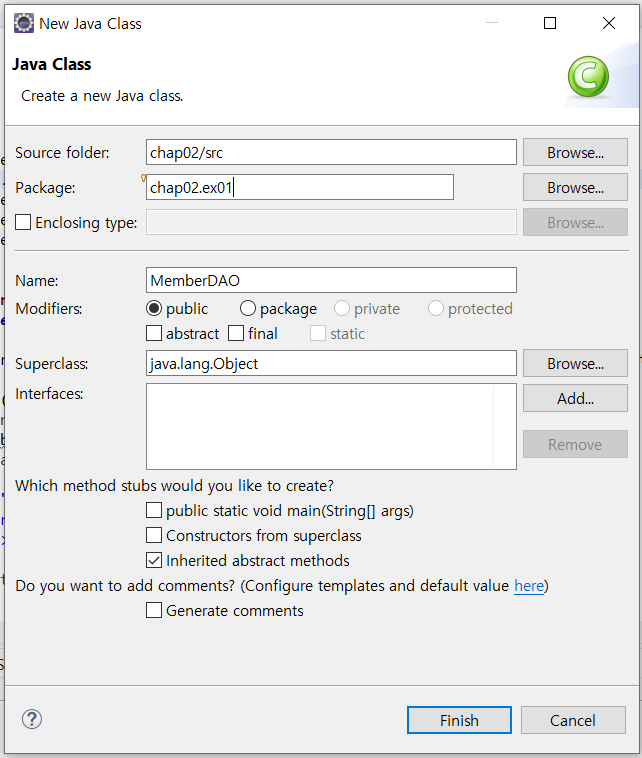 New Java Class
Java Class
Create a new Java class.
Source folder: chap02/src Browse...
Package: chap02.ex01 Browse...
Enclosing type: Browse...
Name: MemberDAO
Modifiers: public package private protected
abstract final static
Superclass: java.lang.Object Browse...
Interfaces: Add...
Remove
Which method stubs would you like to create?
public static void main(String[] args)
Constructors from superclass
Inherited abstract methods
Do you want to add comments? (Configure templates and default value here)
Generate comments
? Finish Cancel